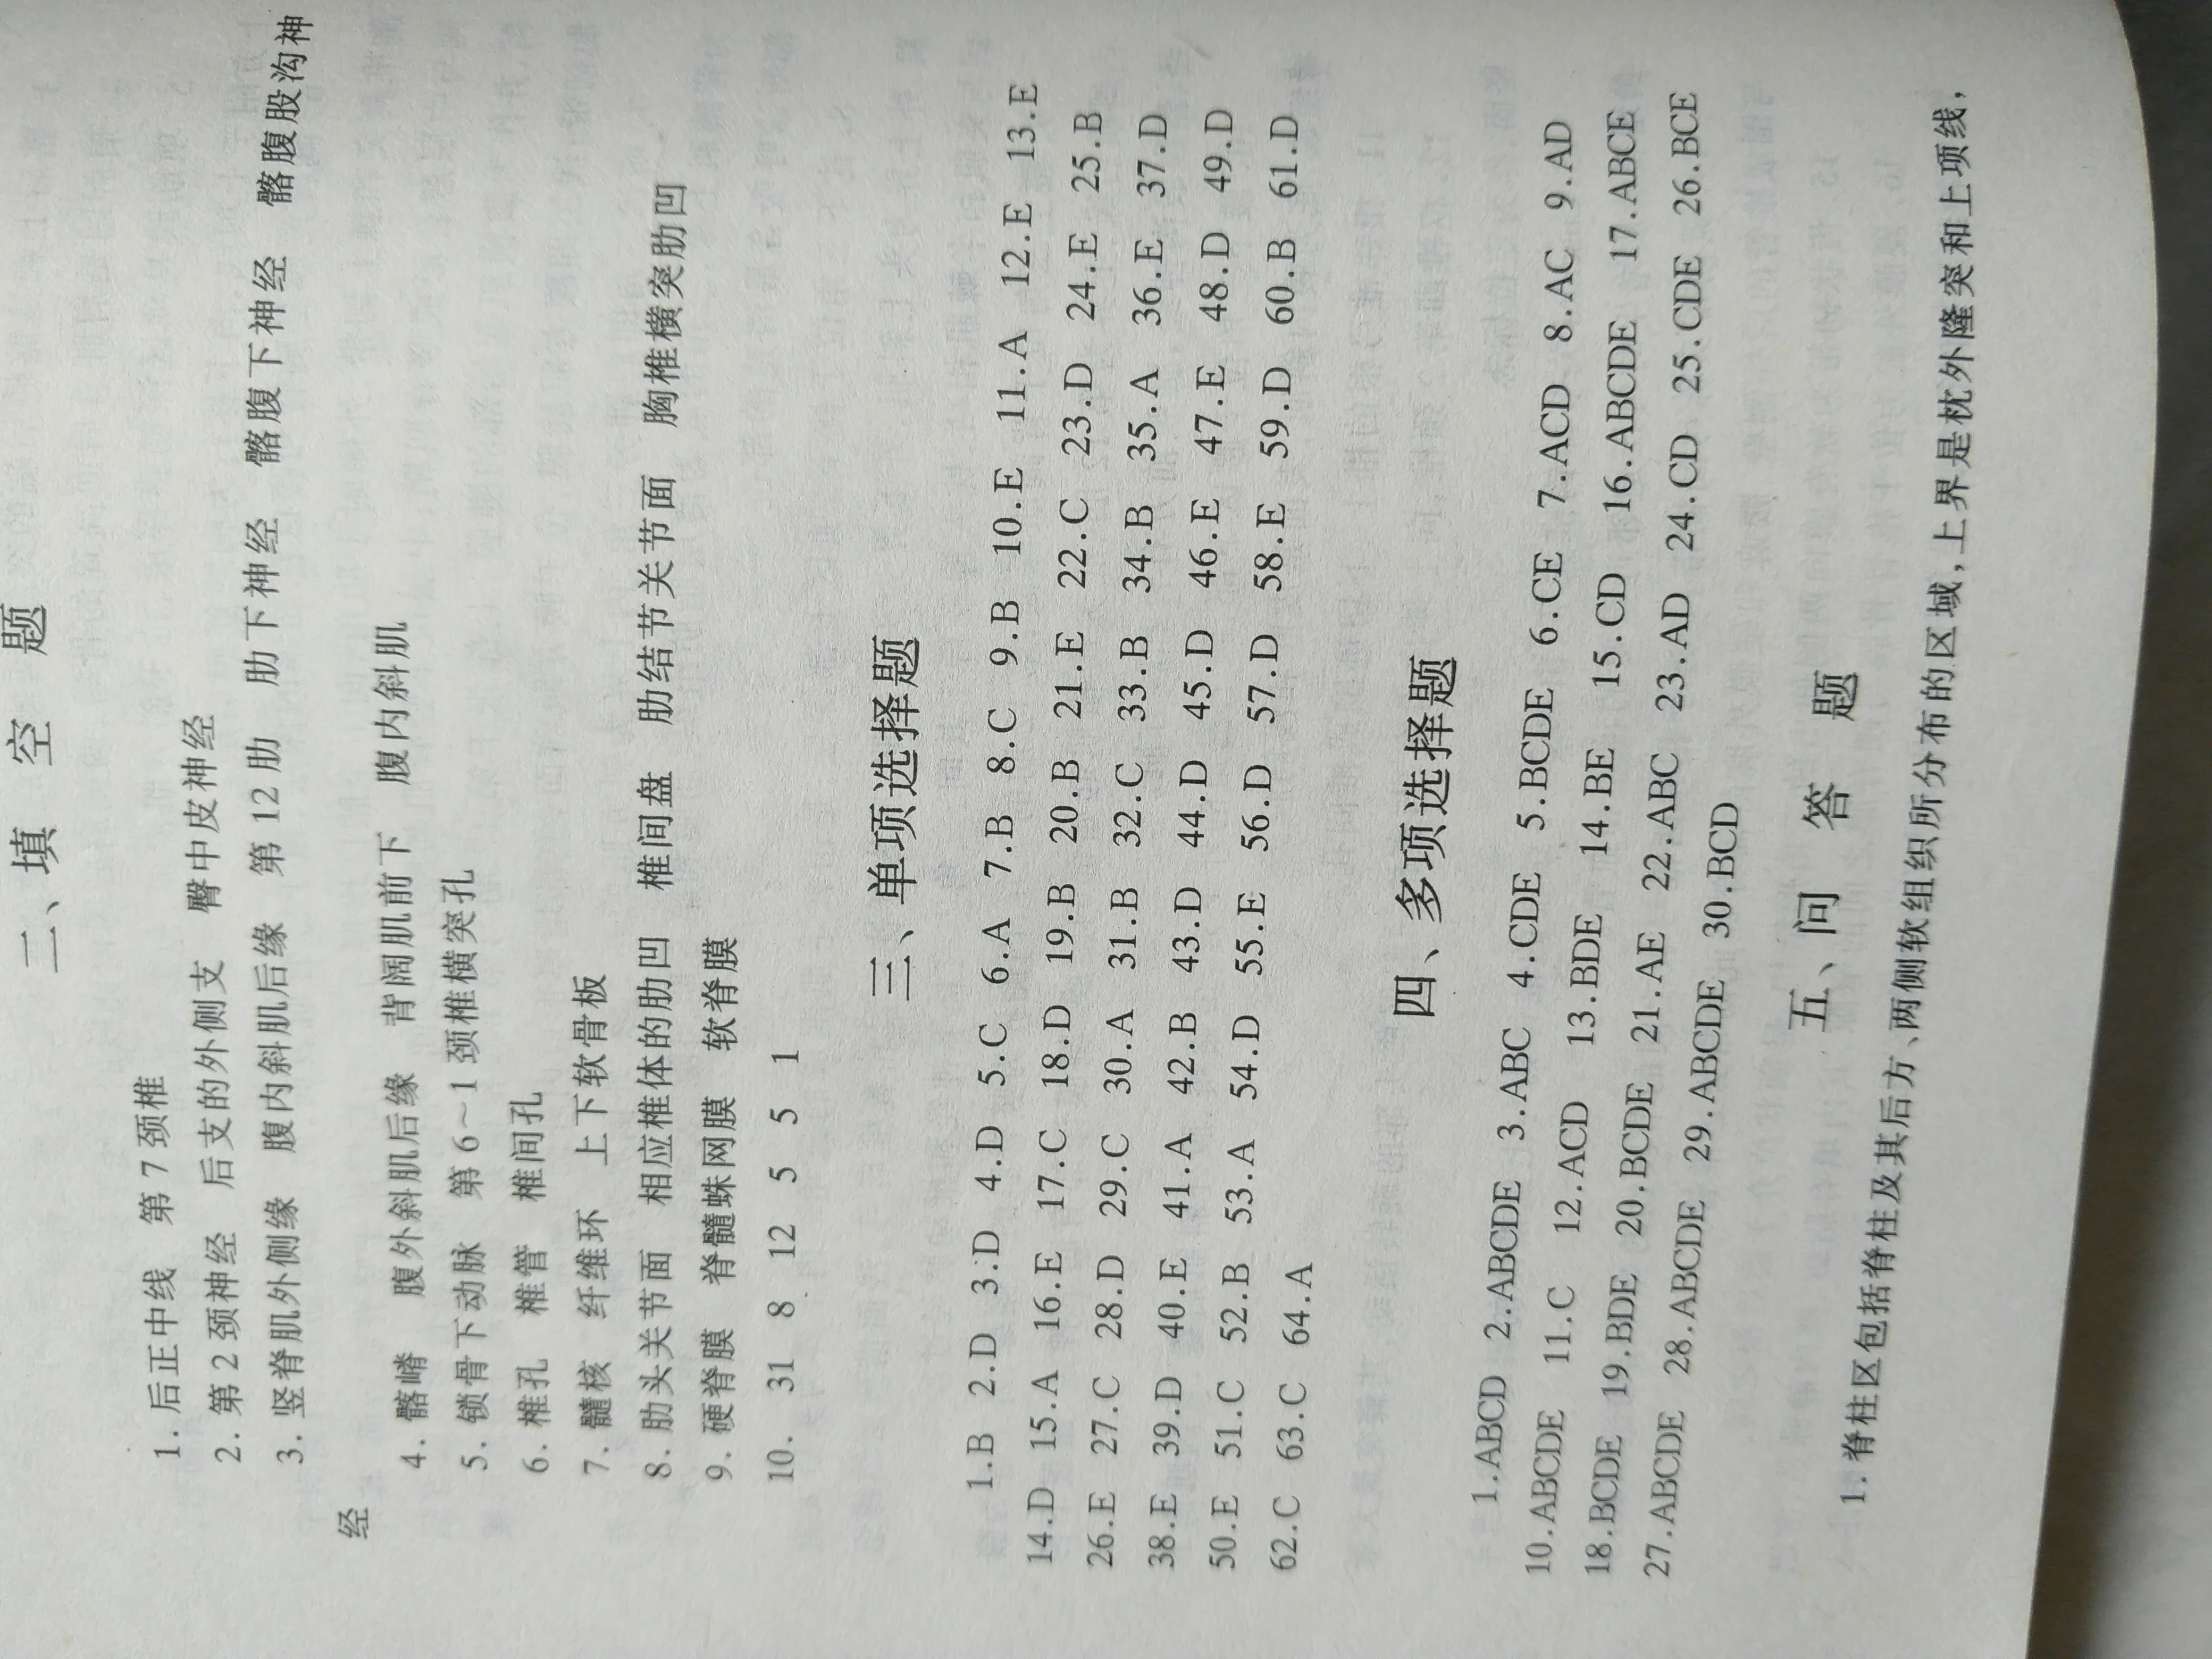 二、填 空 题
1. 后正中线 第 7 颈椎
2. 第 2 颈神经 后支的外侧支 臀中皮神经
3. 竖脊肌外侧缘 腹内斜肌后缘 第 12 肋 肋下神经 髂腹下神经 髂腹股沟神
经
4. 髂嵴 腹外斜肌后缘 背阔肌前下 腹内斜肌
5. 锁骨下动脉 第 6~1 颈椎横突孔
6. 椎孔 椎管 椎间孔
7. 髓核 纤维环 上下软骨板
8. 肋头关节面 相应椎体的肋凹 椎间盘 肋结节关节面 胸椎横突肋凹
9. 硬脊膜 脊髓蛛网膜 软脊膜
10. 31 8 12 5 5 1
三、单项选择题
1.B 2.D 3.D 4.D 5.C 6.A 7.B 8.C 9.B 10.E 11.A 12.E 13.E
14.D 15.A 16.E 17.C 18.D 19.B 20.B 21.E 22.C 23.D 24.E 25.B
26.E 27.C 28.D 29.C 30.A 31.B 32.C 33.B 34.B 35.A 36.E 37.D
38.E 39.D 40.E 41.A 42.B 43.D 44.D 45.D 46.E 47.E 48.D 49.D
50.E 51.C 52.B 53.A 54.D 55.E 56.D 57.D 58.E 59.D 60.B 61.D
62.C 63.C 64.A
四、多项选择题
1.ABCD 2.ABCDE 3.ABC 4.CDE 5.BCDE 6.CE 7.ACD 8.AC 9.AD
10.ABCDE 11.C 12.ACD 13.BDE 14.BE 15.CD 16.ABCDE 17.ABCE
18.BCDE 19.BDE 20.BCDE 21.AE 22.ABC 23.AD 24.CD 25.CDE 26.BCE
27.ABCDE 28.ABCDE 29.ABCDE 30.BCD
五、问 答 题
1. 脊柱区包括脊柱及其后方、两侧软组织所分布的区域,上界是枕外隆突和上项线,